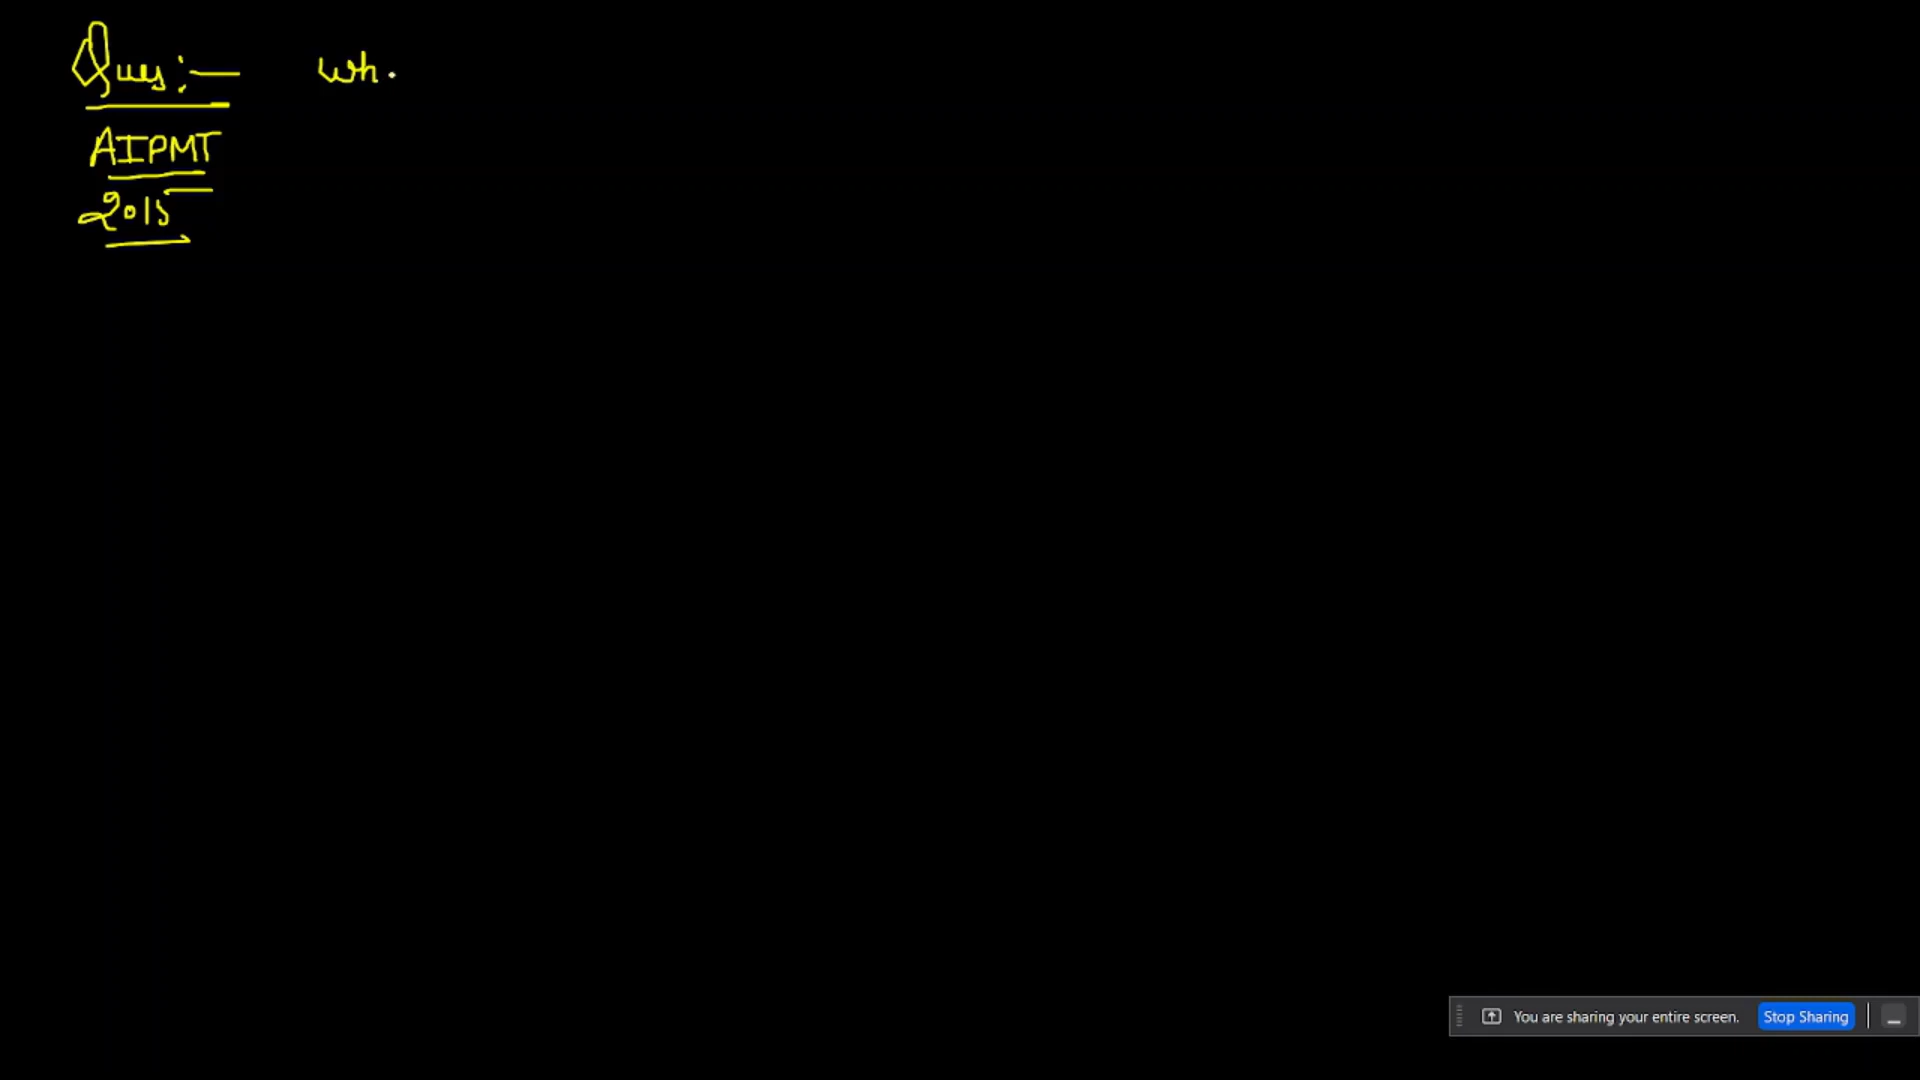 Ques :— Wh
AIPMT
2015
You are sharing your entire screen. Stop Sharing